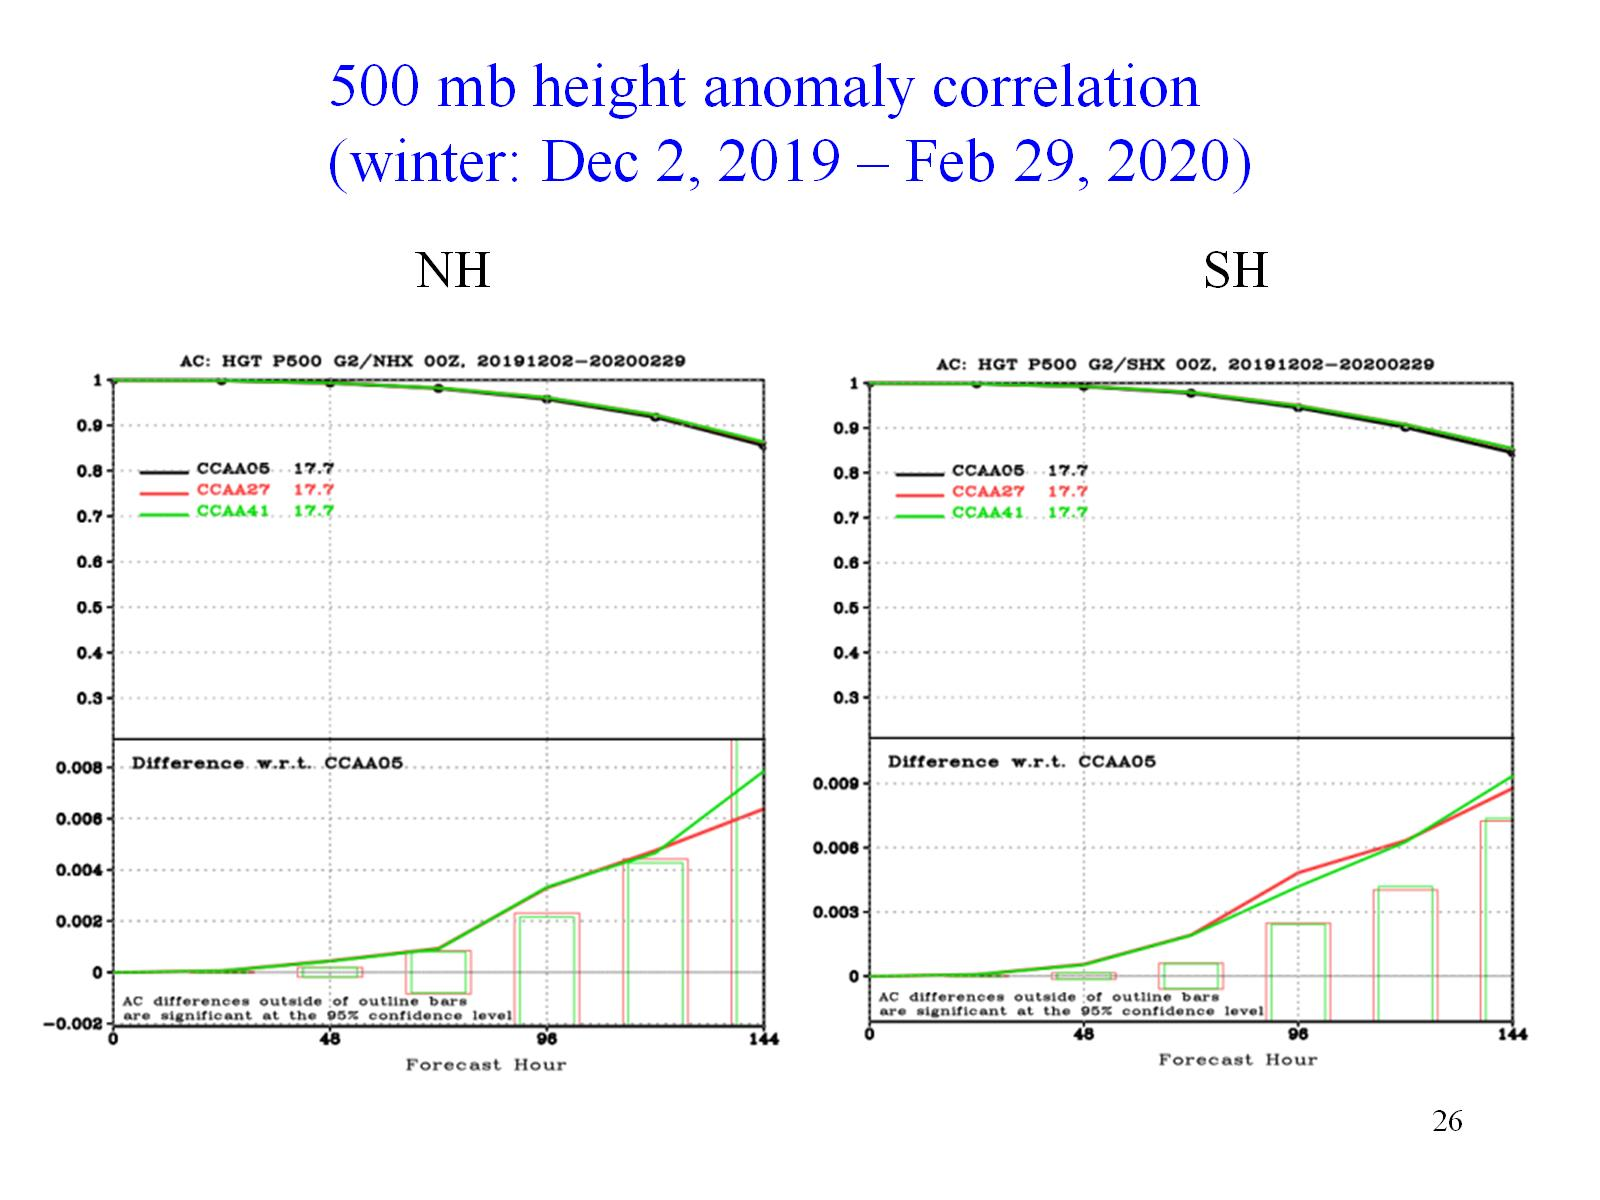 500 mb height anomaly correlation
(winter: Dec 2, 2019 – Feb 29, 2020)
NH
SH
AC: HGT P500 G2/NHX 00Z, 20191202-20200229
1
0.9
0.8
0.7
0.6
0.5
0.4
0.3
CCAA05 17.7
CCAA27 17.7
CCAA41 17.7
Difference w.r.t. CCAA05
0.008
0.006
0.004
0.002
0
-0.002
AC differences outside of outline bars
are significant at the 95% confidence level
0 48 96 144
Forecast Hour
AC: HGT P500 G2/SHX 00Z, 20191202-20200229
1
0.9
0.8
0.7
0.6
0.5
0.4
0.3
CCAA05 17.7
CCAA27 17.7
CCAA41 17.7
Difference w.r.t. CCAA05
0.009
0.006
0.003
0
AC differences outside of outline bars
are significant at the 95% confidence level
0 48 96 144
Forecast Hour
26